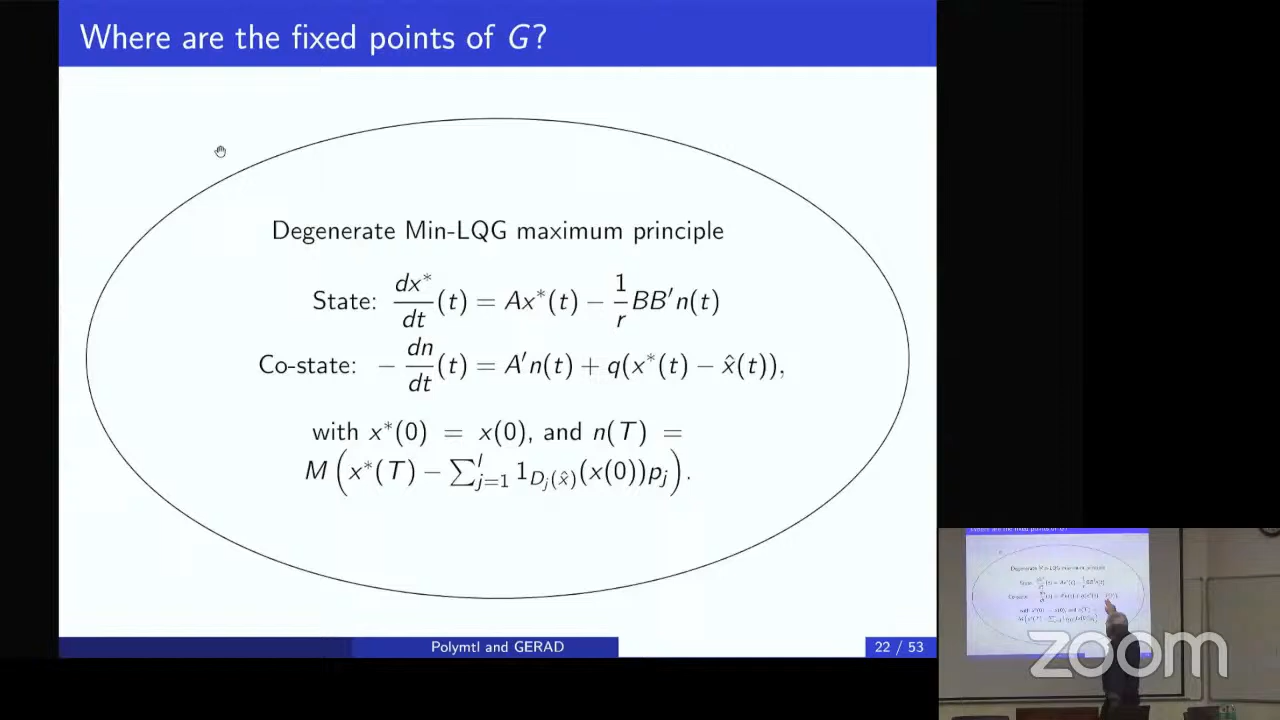 Where are the fixed points of G?
Degenerate Min-LQG maximum principle
State: dx*/dt (t) = Ax*(t) − 1/r BB′n(t)
Co-state: − dn/dt (t) = A′n(t) + q(x*(t) − x̂(t)),
with x*(0) = x(0), and n(T) =
M(x*(T) − ∑_{j=1}^{l} 1_{D_j(x̂)}(x(0))p_j).
Polymtl and GERAD
22 / 53
zoom